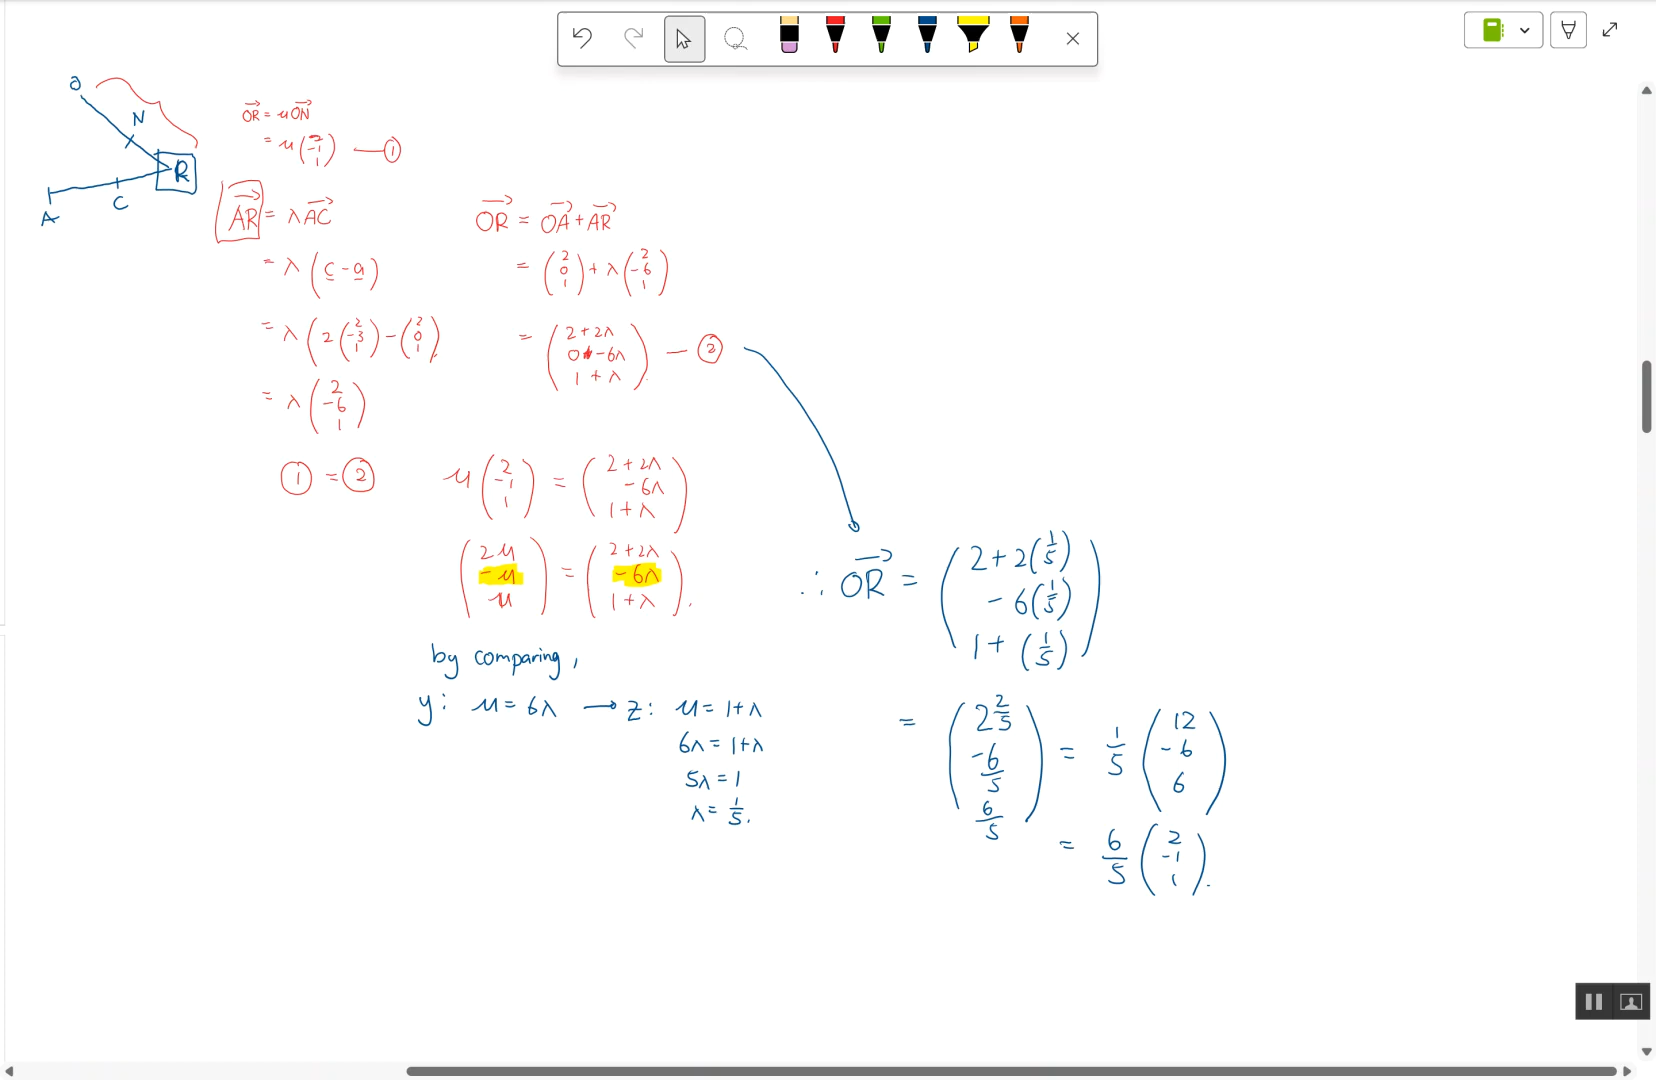 O
N
R
A
C
→OR = μ→ON
= μ(2 -1 1) — ①
→AR = λ→AC
= λ(c - a)
= λ(2(2 -3 1) - (2 0 1))
= λ(2 -6 1)
→OR = →OA + →AR
= (2 0 1) + λ(2 -6 1)
= (2+2λ 0-6λ 1+λ) — ②
① = ②
μ(2 -1 1) = (2+2λ -6λ 1+λ)
(2μ -μ μ) = (2+2λ -6λ 1+λ).
by comparing,
y: μ = 6λ → z: μ = 1+λ
6λ = 1+λ
5λ = 1
λ = 1/5.
∴ →OR = (2+2(1/5) -6(1/5) 1+(1/5))
= (2 2/5 -6/5 6/5) = 1/5 (12 -6 6)
= 6/5 (2 -1 1).